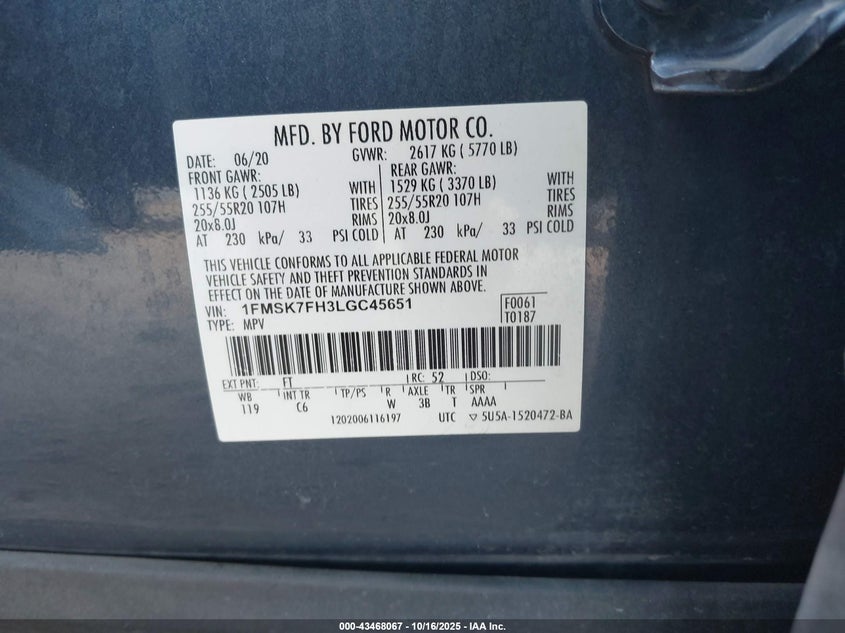 MFD. BY FORD MOTOR CO.
DATE: 06/20 GVWR: 2617 KG ( 5770 LB)
FRONT GAWR: REAR GAWR:
1136 KG ( 2505 LB) WITH 1529 KG ( 3370 LB) WITH
255/55R20 107H TIRES 255/55R20 107H TIRES
20x8.0J RIMS 20x8.0J RIMS
AT 230 kPa/ 33 PSI COLD AT 230 kPa/ 33 PSI COLD
THIS VEHICLE CONFORMS TO ALL APPLICABLE FEDERAL MOTOR
VEHICLE SAFETY AND THEFT PREVENTION STANDARDS IN
EFFECT ON THE DATE OF MANUFACTURE SHOWN ABOVE.
VIN: 1FMSK7FH3LGC45651 F0061
TYPE: MPV T0187
EXT PNT: FT RC: 52 DSO:
WB INT TR TP/PS R AXLE TR SPR
119 C6 W 3B T AAAA
1202006116197 UTC ▽ 5U5A-1520472-BA
000-43468067 - 10/16/2025 - IAA Inc.